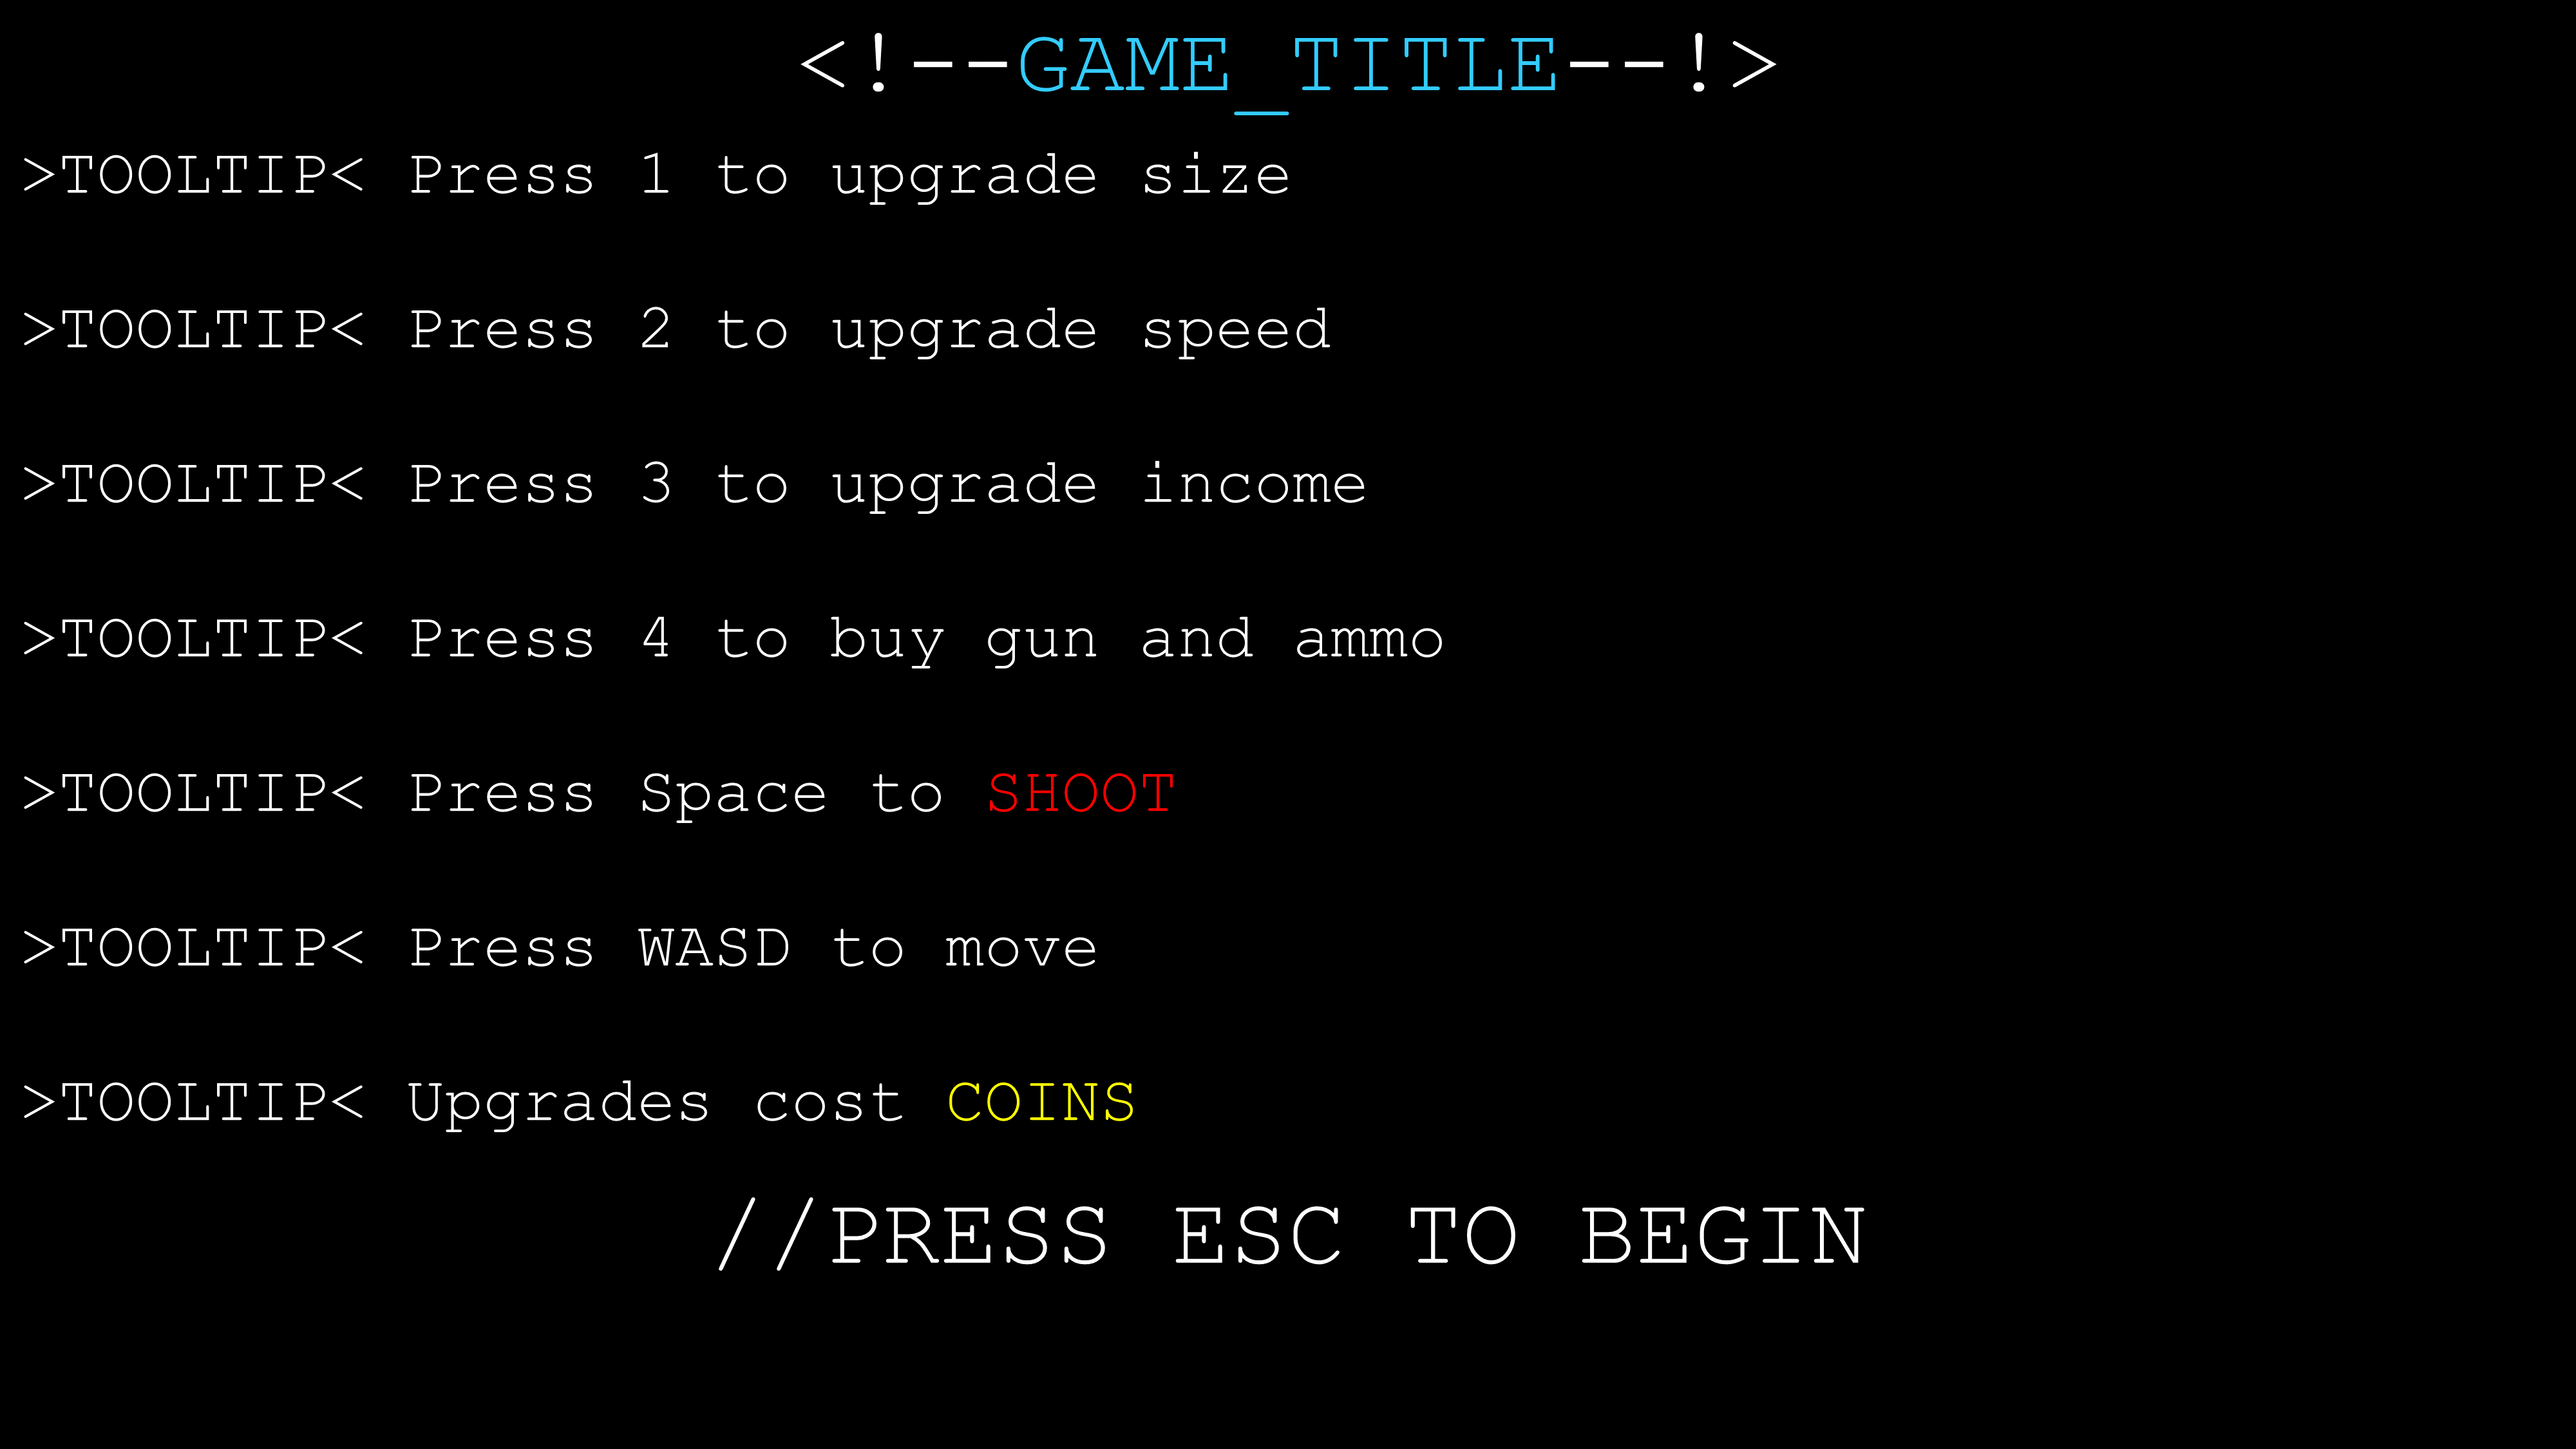 <!--GAME_TITLE--!>
>TOOLTIP< Press 1 to upgrade size
>TOOLTIP< Press 2 to upgrade speed
>TOOLTIP< Press 3 to upgrade income
>TOOLTIP< Press 4 to buy gun and ammo
>TOOLTIP< Press Space to SHOOT
>TOOLTIP< Press WASD to move
>TOOLTIP< Upgrades cost COINS
//PRESS ESC TO BEGIN